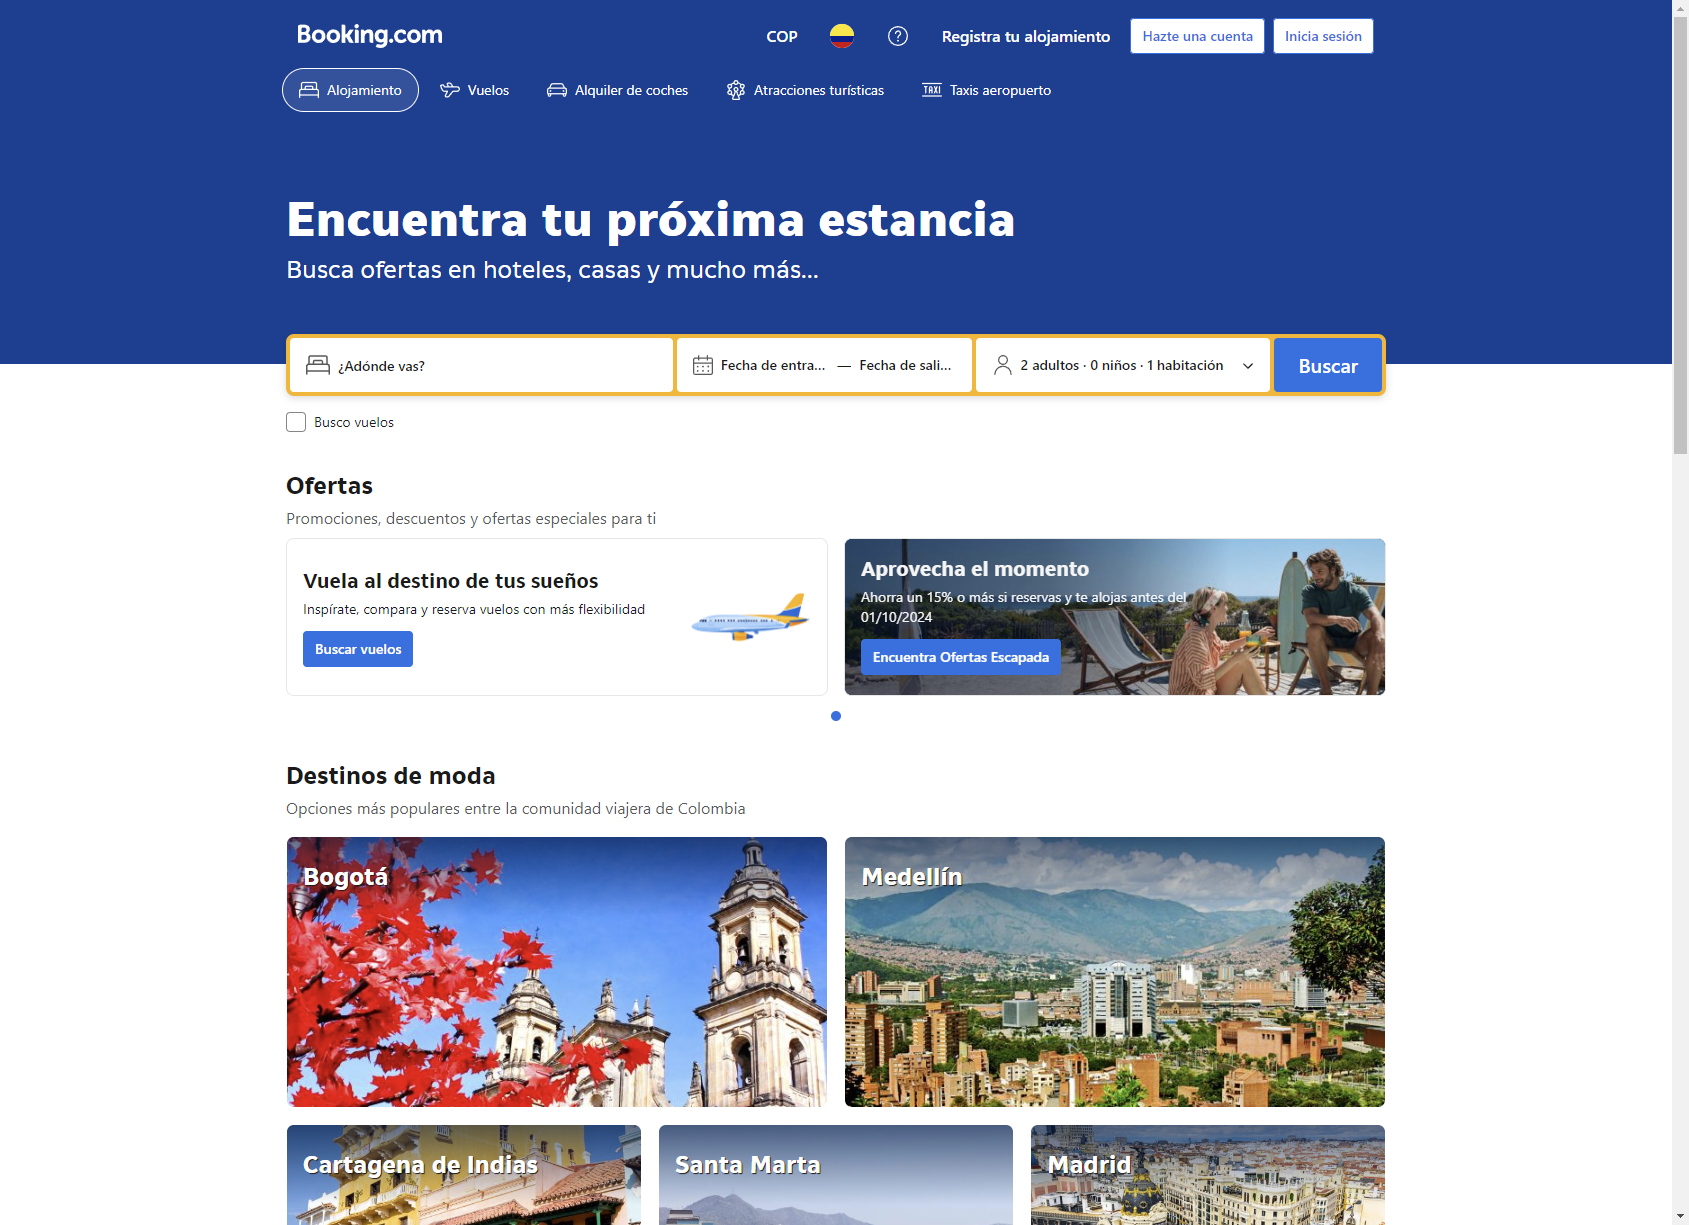 Booking.com
COP
Registra tu alojamiento
Hazte una cuenta
Inicia sesión
Alojamiento
Vuelos
Alquiler de coches
Atracciones turísticas
TAXI
Taxis aeropuerto
Encuentra tu próxima estancia
Busca ofertas en hoteles, casas y mucho más...
¿Adónde vas?
Fecha de entra... — Fecha de sali...
2 adultos · 0 niños · 1 habitación
Buscar
Busco vuelos
Ofertas
Promociones, descuentos y ofertas especiales para ti
Vuela al destino de tus sueños
Inspírate, compara y reserva vuelos con más flexibilidad
Buscar vuelos
Aprovecha el momento
Ahorra un 15% o más si reservas y te alojas antes del
01/10/2024
Encuentra Ofertas Escapada
Destinos de moda
Opciones más populares entre la comunidad viajera de Colombia
Bogotá
Medellín
Cartagena de Indias
Santa Marta
Madrid